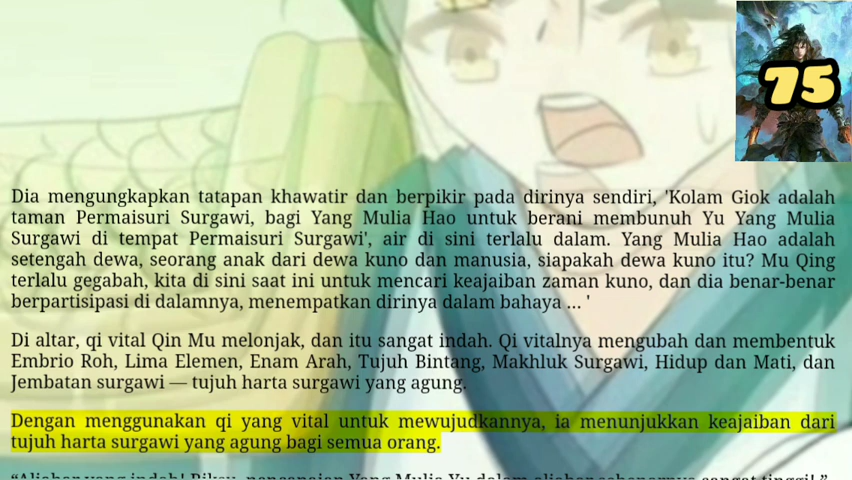 75
Dia mengungkapkan tatapan khawatir dan berpikir pada dirinya sendiri, 'Kolam Giok adalah
taman Permaisuri Surgawi, bagi Yang Mulia Hao untuk berani membunuh Yu Yang Mulia
Surgawi di tempat Permaisuri Surgawi', air di sini terlalu dalam. Yang Mulia Hao adalah
setengah dewa, seorang anak dari dewa kuno dan manusia, siapakah dewa kuno itu? Mu Qing
terlalu gegabah, kita di sini saat ini untuk mencari keajaiban zaman kuno, dan dia benar-benar
berpartisipasi di dalamnya, menempatkan dirinya dalam bahaya ... '
Di altar, qi vital Qin Mu melonjak, dan itu sangat indah. Qi vitalnya mengubah dan membentuk
Embrio Roh, Lima Elemen, Enam Arah, Tujuh Bintang, Makhluk Surgawi, Hidup dan Mati, dan
Jembatan surgawi — tujuh harta surgawi yang agung.
Dengan menggunakan qi yang vital untuk mewujudkannya, ia menunjukkan keajaiban dari
tujuh harta surgawi yang agung bagi semua orang.